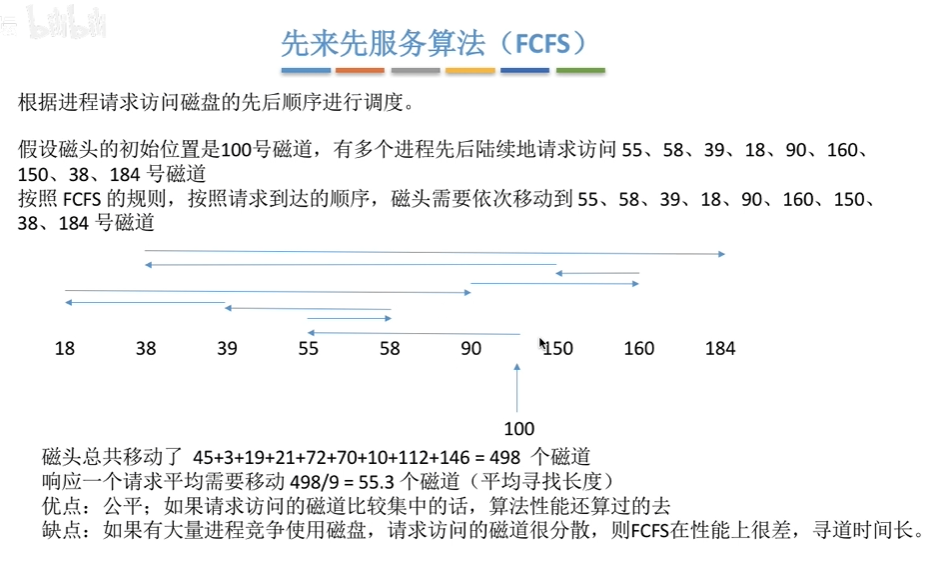 bilibili
先来先服务算法（FCFS）
根据进程请求访问磁盘的先后顺序进行调度。
假设磁头的初始位置是100号磁道，有多个进程先后陆续地请求访问 55、58、39、18、90、160、
150、38、184 号磁道
按照 FCFS 的规则，按照请求到达的顺序，磁头需要依次移动到 55、58、39、18、90、160、150、
38、184 号磁道
18 38 39 55 58 90 150 160 184
100
磁头总共移动了 45+3+19+21+72+70+10+112+146 = 498 个磁道
响应一个请求平均需要移动 498/9 = 55.3 个磁道（平均寻找长度）
优点：公平；如果请求访问的磁道比较集中的话，算法性能还算过的去
缺点：如果有大量进程竞争使用磁盘，请求访问的磁道很分散，则FCFS在性能上很差，寻道时间长。